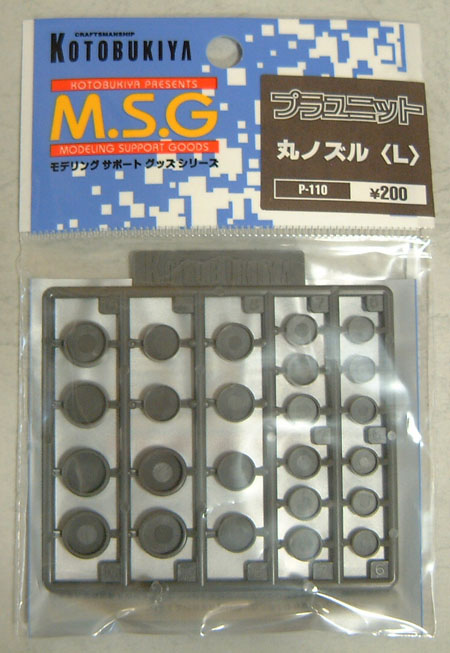 CRAFTSMANSHIP
KOTOBUKIYA
KOTOBUKIYA PRESENTS
M.S.G
MODELING SUPPORT GOODS
モデリング サポート グッズ シリーズ
プラユニット
丸ノズル〈L〉
P-110
¥200
KOTOBUKIYA